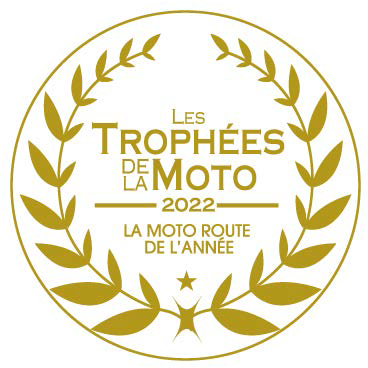 LES
TROPHÉES
DE LA MOTO
2022
LA MOTO ROUTE
DE L'ANNÉE